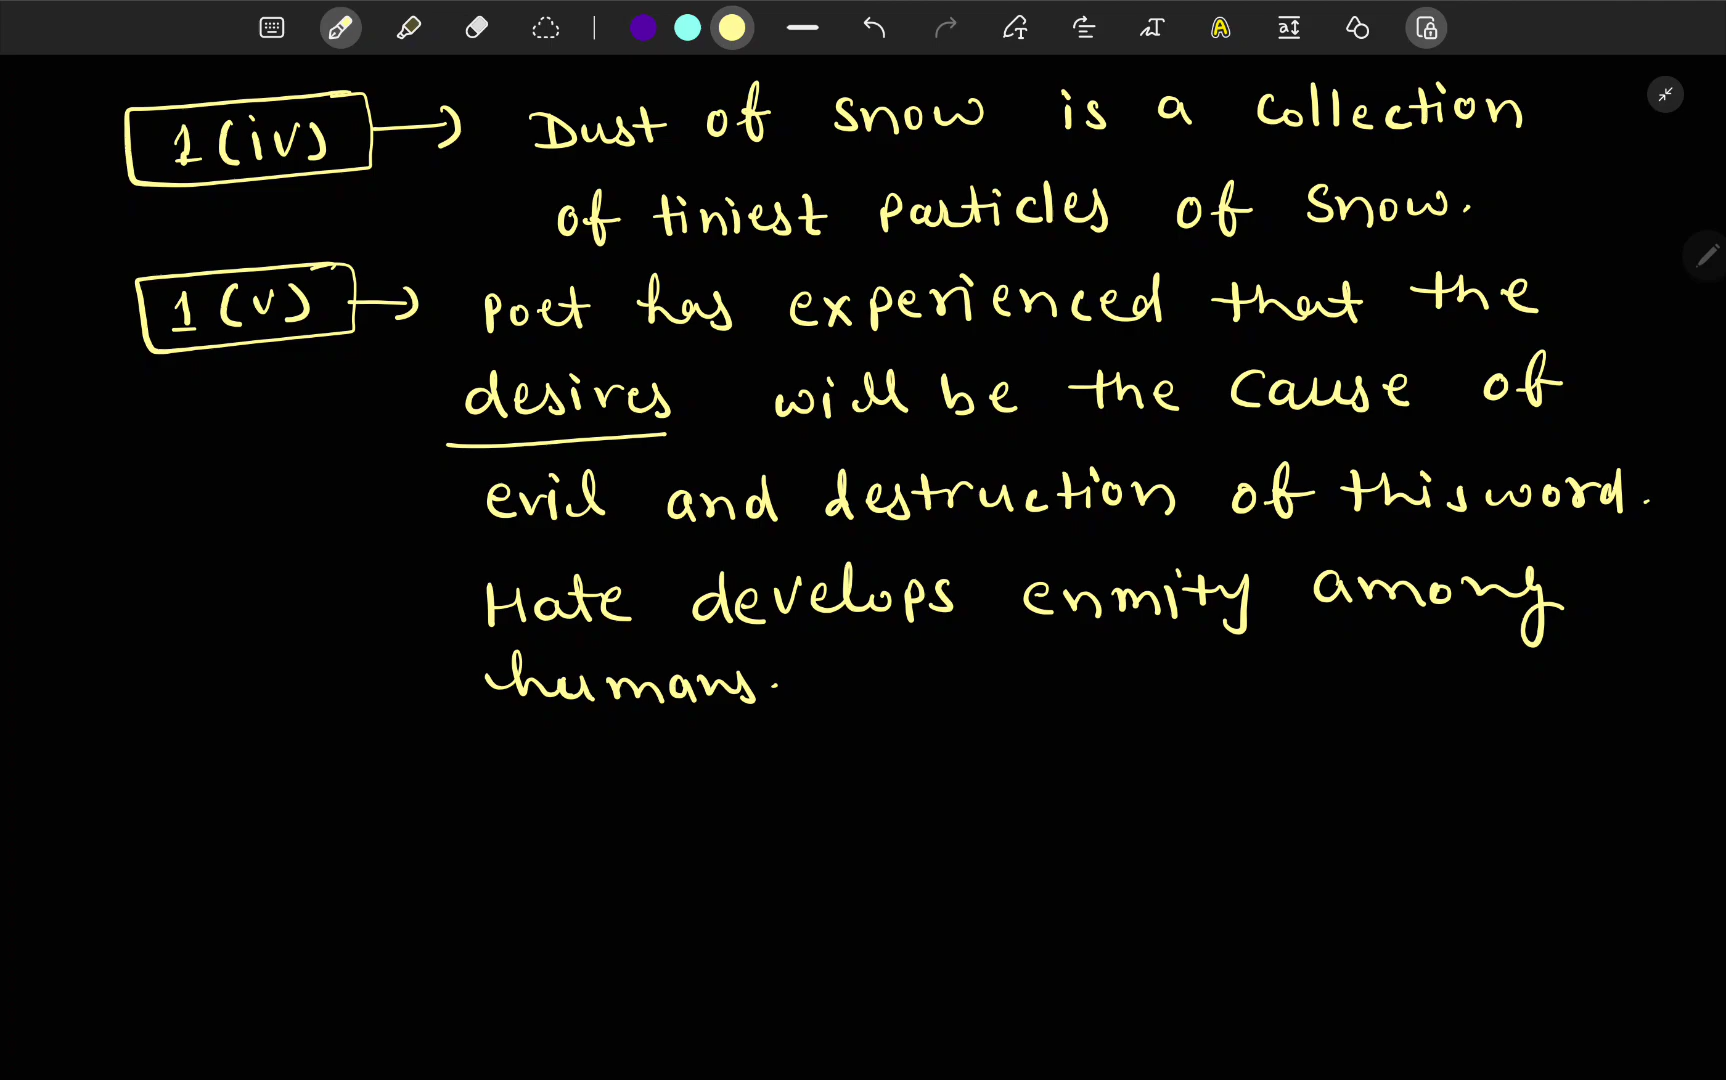 1 (iv) → Dust of snow is a collection
of tiniest particles of snow.
1 (v) → poet has experienced that the
desires will be the cause of
evil and destruction of this word.
Hate develops enmity among
humans.